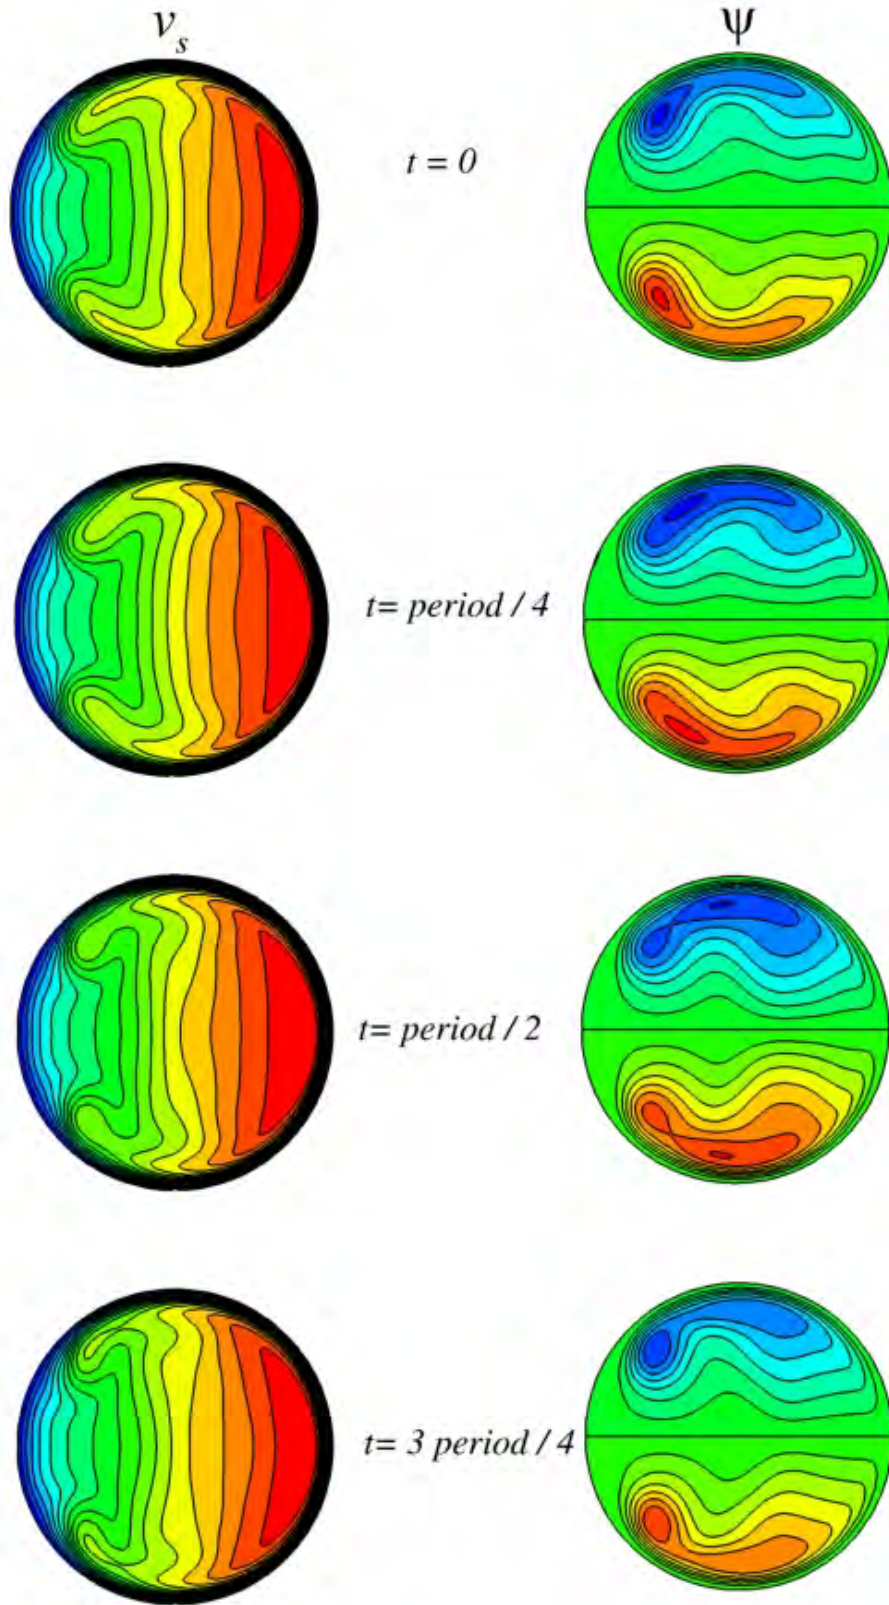 v_s ψ
t = 0
t= period / 4
t= period / 2
t= 3 period / 4